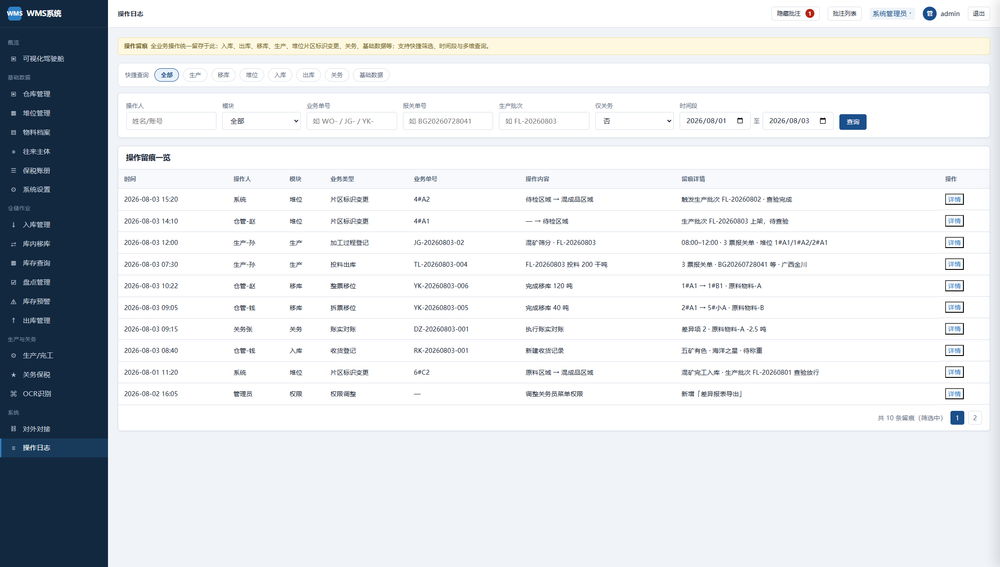 WMS WMS系统
概览
可视化驾驶舱
基础数据
仓库管理
堆位管理
物料档案
往来主体
保税账册
系统设置
仓储作业
入库管理
库内移库
库存查询
盘点管理
库存预警
出库管理
生产与关务
生产/完工
关务保税
OCR识别
系统
对外对接
操作日志
操作日志 隐藏批注 1 批注列表 系统管理员 管 admin 退出
操作留痕 全业务操作统一留存于此：入库、出库、移库、生产、堆位片区标识变更、关务、基础数据等；支持快捷筛选、时间段与多维查询。
快捷查询 全部 生产 移库 堆位 入库 出库 关务 基础数据
操作人 模块 业务单号 报关单号 生产批次 仅关务 时间段
姓名/账号 全部 如 WO- / JG- / YK- 如 BG20260728041 如 FL-20260803 否 2026/08/01 至 2026/08/03 查询
操作留痕一览
时间 操作人 模块 业务类型 业务单号 操作内容 留痕详情 操作
2026-08-03 15:20 系统 堆位 片区标识变更 4#A2 待检区域 → 混成品区域 触发生产批次 FL-20260802 · 查验完成 详情
2026-08-03 14:10 仓管-赵 堆位 片区标识变更 4#A1 — → 待检区域 生产批次 FL-20260803 上架，待查验 详情
2026-08-03 12:00 生产-孙 生产 加工过程登记 JG-20260803-02 混矿筛分 · FL-20260803 08:00–12:00 · 3 票报关单 · 堆位 1#A1/1#A2/2#A1 详情
2026-08-03 07:30 生产-孙 生产 投料出库 TL-20260803-004 FL-20260803 投料 200 干吨 3 票报关单 · BG20260728041 等 · 广西金川 详情
2026-08-03 10:22 仓管-赵 移库 整票移位 YK-20260803-006 完成移库 120 吨 1#A1 → 1#B1 · 原料物料-A 详情
2026-08-03 09:05 仓管-钱 移库 拆票移位 YK-20260803-005 完成移库 40 吨 2#A1 → 5#小A · 原料物料-B 详情
2026-08-03 09:15 关务张 关务 账实对账 DZ-20260803-001 执行账实对账 差异项 2 · 原料物料-A -2.5 吨 详情
2026-08-03 08:40 仓管-钱 入库 收货登记 RK-20260803-001 新建收货记录 五矿有色 · 海洋之星 · 待称重 详情
2026-08-01 11:20 系统 堆位 片区标识变更 6#C2 原料区域 → 混成品区域 混矿完工入库 · 生产批次 FL-20260801 查验放行 详情
2026-08-02 16:05 管理员 权限 权限调整 — 调整关务员菜单权限 新增「差异报表导出」 详情
共 10 条留痕（筛选中） 1 2